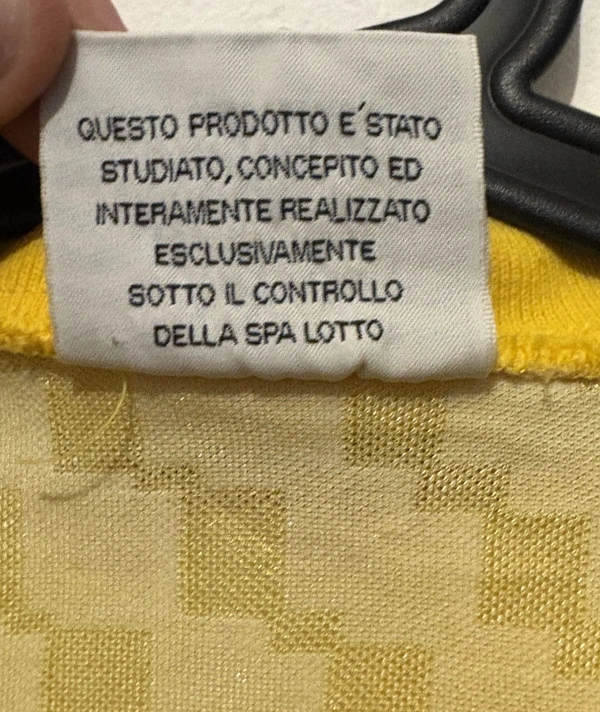 QUESTO PRODOTTO E´STATO
STUDIATO, CONCEPITO ED
INTERAMENTE REALIZZATO
ESCLUSIVAMENTE
SOTTO IL CONTROLLO
DELLA SPA LOTTO